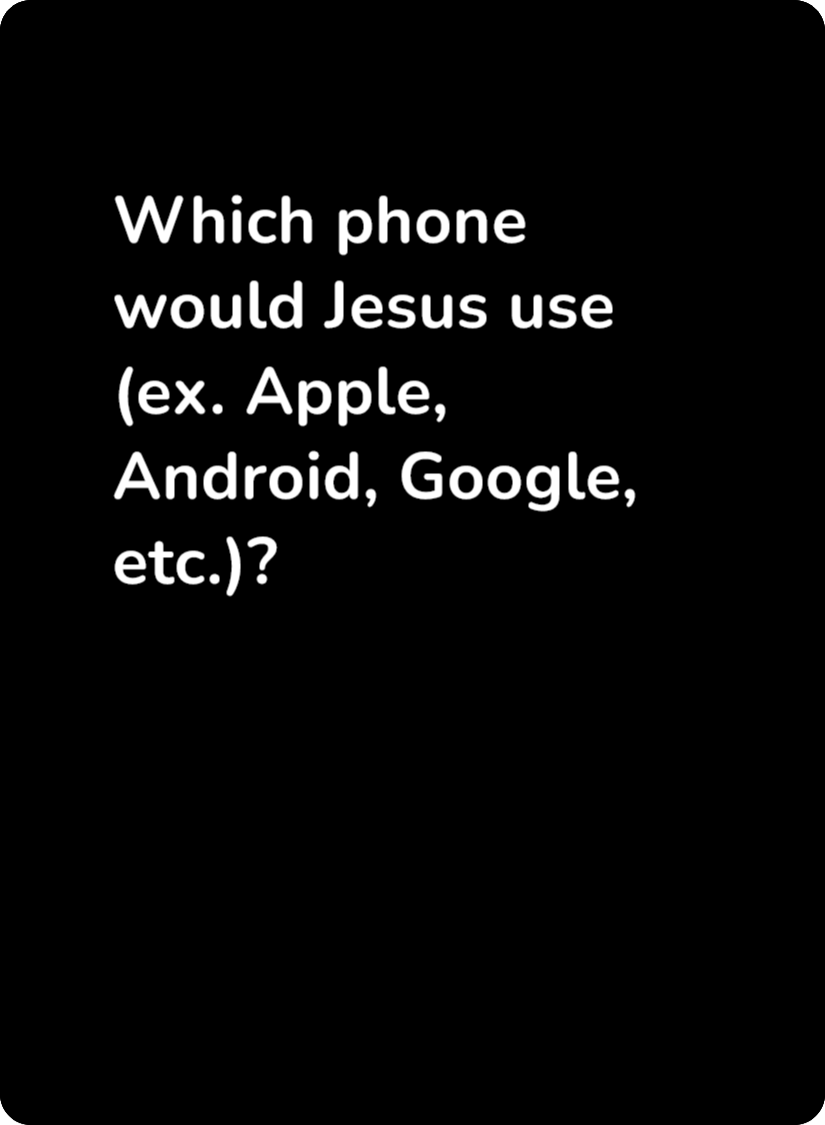 Which phone
would Jesus use
(ex. Apple,
Android, Google,
etc.)?